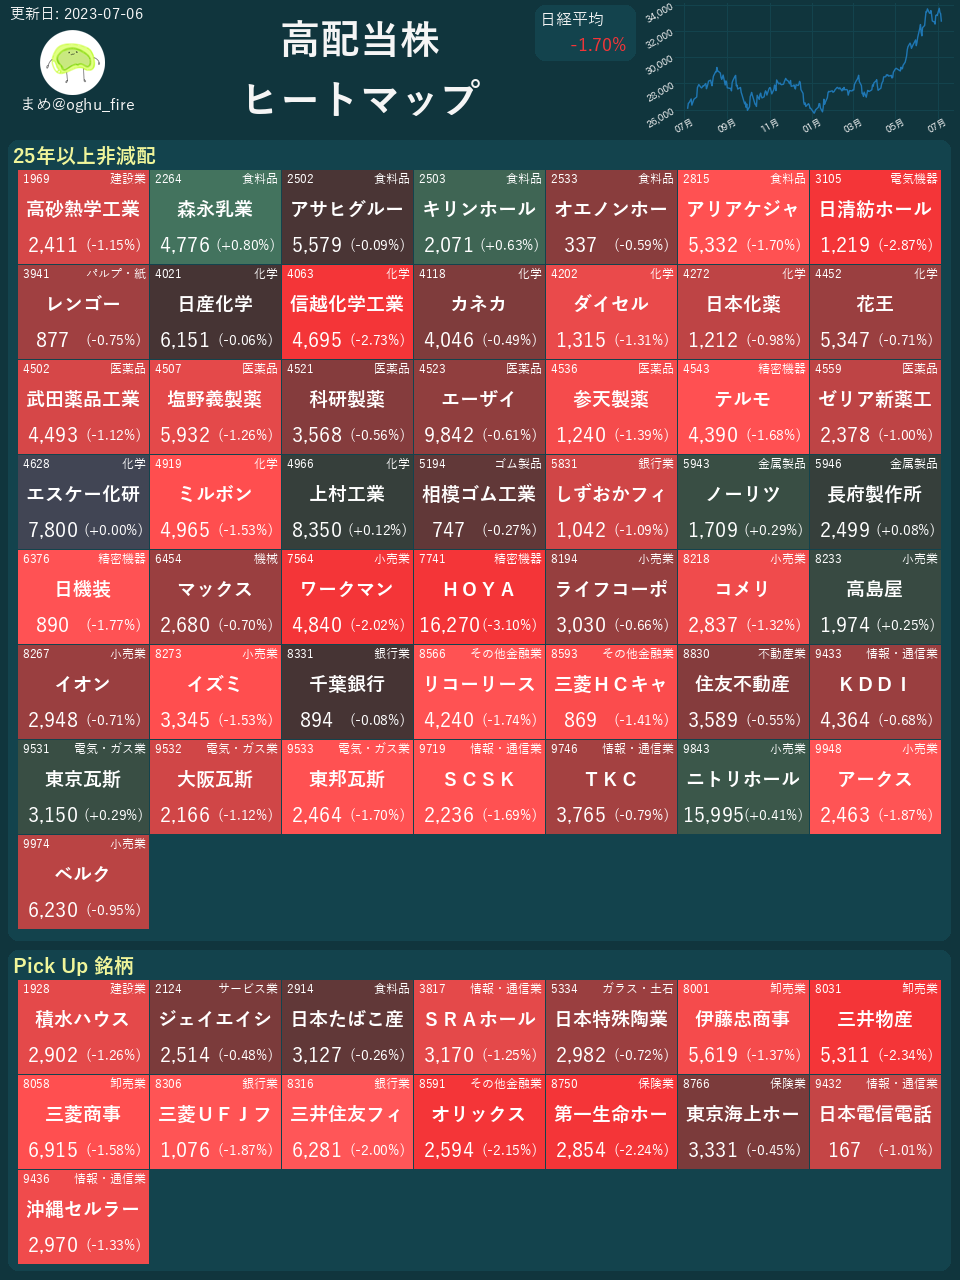 更新日: 2023-07-06
まめ@oghu_fire
高配当株
ヒートマップ
日経平均
-1.70%
34,000
32,000
30,000
28,000
26,000
07月 09月 11月 01月 03月 05月 07月
25年以上非減配
1969 建設業
高砂熱学工業
2,411 (-1.15%)
2264 食料品
森永乳業
4,776 (+0.80%)
2502 食料品
アサヒグルー
5,579 (-0.09%)
2503 食料品
キリンホール
2,071 (+0.63%)
2533 食料品
オエノンホー
337 (-0.59%)
2815 食料品
アリアケジャ
5,332 (-1.70%)
3105 電気機器
日清紡ホール
1,219 (-2.87%)
3941 パルプ・紙
レンゴー
877 (-0.75%)
4021 化学
日産化学
6,151 (-0.06%)
4063 化学
信越化学工業
4,695 (-2.73%)
4118 化学
カネカ
4,046 (-0.49%)
4202 化学
ダイセル
1,315 (-1.31%)
4272 化学
日本化薬
1,212 (-0.98%)
4452 化学
花王
5,347 (-0.71%)
4502 医薬品
武田薬品工業
4,493 (-1.12%)
4507 医薬品
塩野義製薬
5,932 (-1.26%)
4521 医薬品
科研製薬
3,568 (-0.56%)
4523 医薬品
エーザイ
9,842 (-0.61%)
4536 医薬品
参天製薬
1,240 (-1.39%)
4543 精密機器
テルモ
4,390 (-1.68%)
4559 医薬品
ゼリア新薬工
2,378 (-1.00%)
4628 化学
エスケー化研
7,800 (+0.00%)
4919 化学
ミルボン
4,965 (-1.53%)
4966 化学
上村工業
8,350 (+0.12%)
5194 ゴム製品
相模ゴム工業
747 (-0.27%)
5831 銀行業
しずおかフィ
1,042 (-1.09%)
5943 金属製品
ノーリツ
1,709 (+0.29%)
5946 金属製品
長府製作所
2,499 (+0.08%)
6376 精密機器
日機装
890 (-1.77%)
6454 機械
マックス
2,680 (-0.70%)
7564 小売業
ワークマン
4,840 (-2.02%)
7741 精密機器
ＨＯＹＡ
16,270 (-3.10%)
8194 小売業
ライフコーポ
3,030 (-0.66%)
8218 小売業
コメリ
2,837 (-1.32%)
8233 小売業
高島屋
1,974 (+0.25%)
8267 小売業
イオン
2,948 (-0.71%)
8273 小売業
イズミ
3,345 (-1.53%)
8331 銀行業
千葉銀行
894 (-0.08%)
8566 その他金融業
リコーリース
4,240 (-1.74%)
8593 その他金融業
三菱ＨＣキャ
869 (-1.41%)
8830 不動産業
住友不動産
3,589 (-0.55%)
9433 情報・通信業
ＫＤＤＩ
4,364 (-0.68%)
9531 電気・ガス業
東京瓦斯
3,150 (+0.29%)
9532 電気・ガス業
大阪瓦斯
2,166 (-1.12%)
9533 電気・ガス業
東邦瓦斯
2,464 (-1.70%)
9719 情報・通信業
ＳＣＳＫ
2,236 (-1.69%)
9746 情報・通信業
ＴＫＣ
3,765 (-0.79%)
9843 小売業
ニトリホール
15,995 (+0.41%)
9948 小売業
アークス
2,463 (-1.87%)
9974 小売業
ベルク
6,230 (-0.95%)
Pick Up 銘柄
1928 建設業
積水ハウス
2,902 (-1.26%)
2124 サービス業
ジェイエイシ
2,514 (-0.48%)
2914 食料品
日本たばこ産
3,127 (-0.26%)
3817 情報・通信業
ＳＲＡホール
3,170 (-1.25%)
5334 ガラス・土石
日本特殊陶業
2,982 (-0.72%)
8001 卸売業
伊藤忠商事
5,619 (-1.37%)
8031 卸売業
三井物産
5,311 (-2.34%)
8058 卸売業
三菱商事
6,915 (-1.58%)
8306 銀行業
三菱ＵＦＪフ
1,076 (-1.87%)
8316 銀行業
三井住友フィ
6,281 (-2.00%)
8591 その他金融業
オリックス
2,594 (-2.15%)
8750 保険業
第一生命ホー
2,854 (-2.24%)
8766 保険業
東京海上ホー
3,331 (-0.45%)
9432 情報・通信業
日本電信電話
167 (-1.01%)
9436 情報・通信業
沖縄セルラー
2,970 (-1.33%)